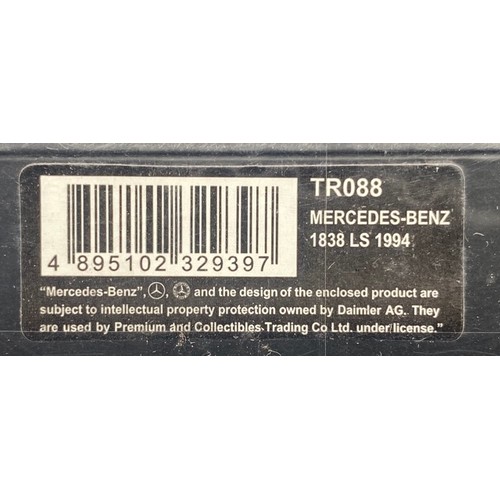 TR088
MERCEDES-BENZ
1838 LS 1994
4 895102 329397
“Mercedes-Benz”, and the design of the enclosed product are
subject to intellectual property protection owned by Daimler AG. They
are used by Premium and Collectibles Trading Co Ltd. under license.”